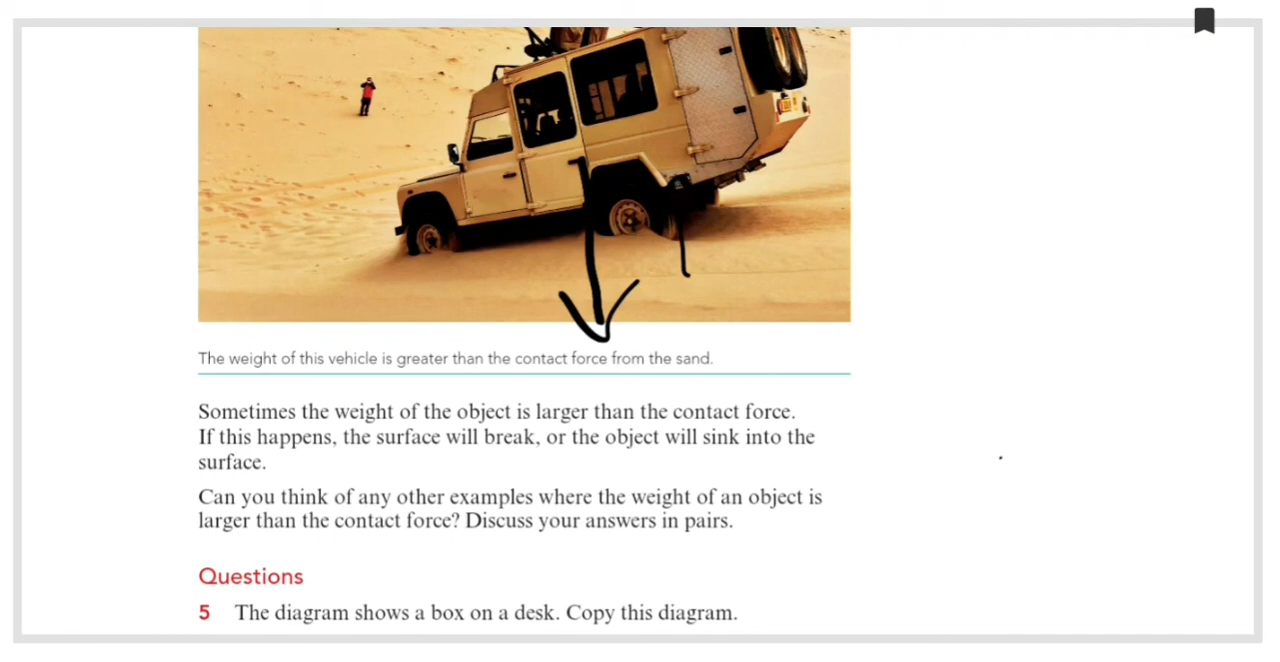 The weight of this vehicle is greater than the contact force from the sand.
Sometimes the weight of the object is larger than the contact force.
If this happens, the surface will break, or the object will sink into the
surface.
Can you think of any other examples where the weight of an object is
larger than the contact force? Discuss your answers in pairs.
Questions
5 The diagram shows a box on a desk. Copy this diagram.